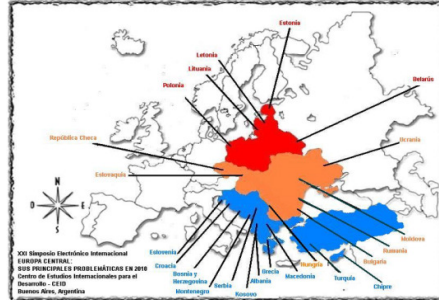 Estonia
Letonia
Lituania
Polonia
Belarús
República Checa
Ucrania
Eslovaquia
N
O
E
S
Moldova
Rumania
Bulgaria
Hungría
Eslovenia
Croacia
Bosnia y
Herzegovina
Montenegro
Serbia
Kosovo
Albania
Grecia
Macedonia
Turquía
Chipre
XXI Simposio Electrónico Internacional
EUROPA CENTRAL:
SUS PRINCIPALES PROBLEMÁTICAS EN 2010
Centro de Estudios Internacionales para el
Desarrollo - CEID
Buenos Aires, Argentina